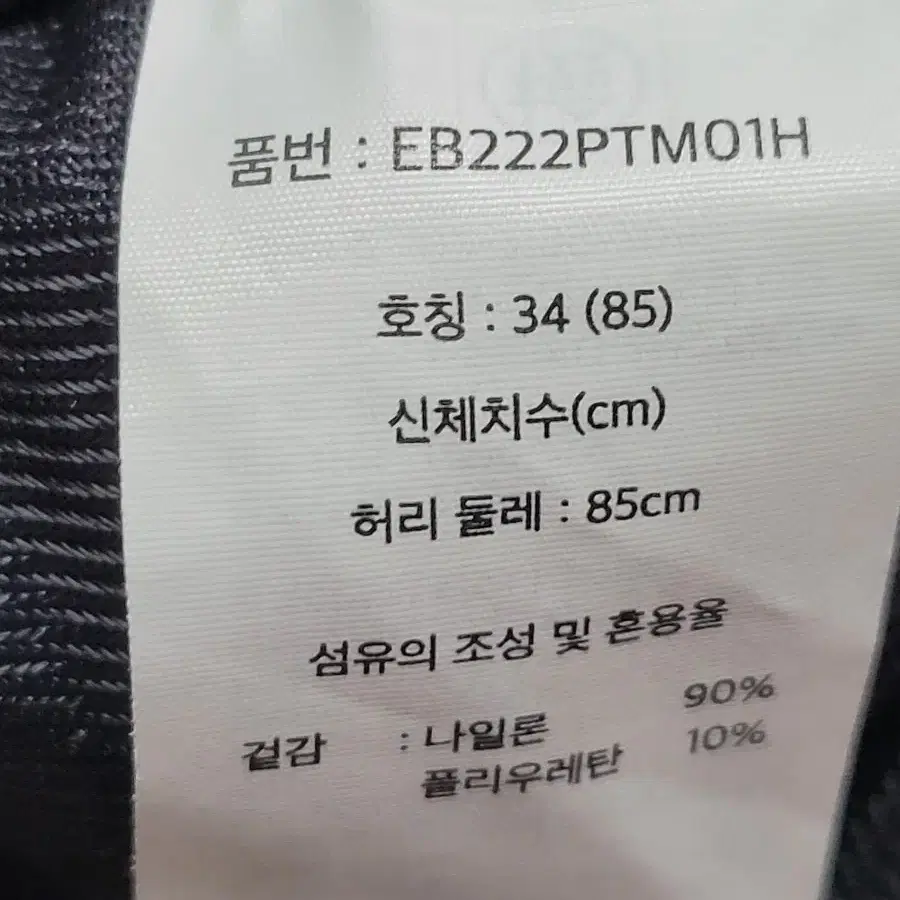 품번 : EB222PTM01H
호칭 : 34 (85)
신체치수(cm)
허리 둘레 : 85cm
섬유의 조성 및 혼용율
겉감 : 나일론 90%
폴리우레탄 10%